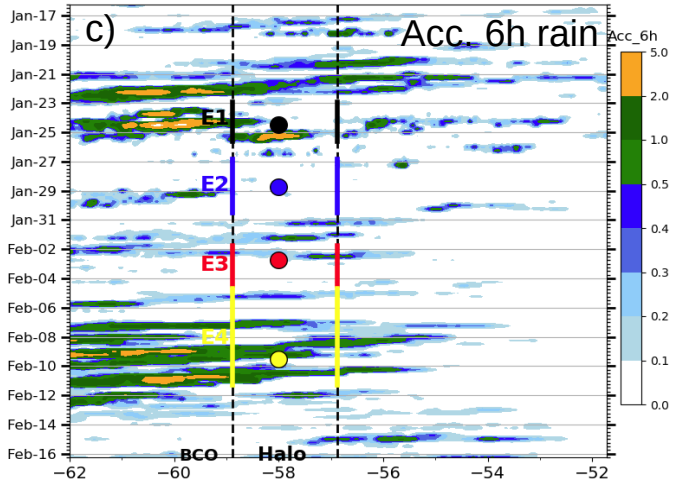 c)
Acc. 6h rain
Acc_6h
Jan-17
Jan-19
Jan-21
Jan-23
Jan-25
Jan-27
Jan-29
Jan-31
Feb-02
Feb-04
Feb-06
Feb-08
Feb-10
Feb-12
Feb-14
Feb-16
E1
E2
E3
E4
BCO
Halo
−62
−60
−58
−56
−54
−52
5.0
2.0
1.0
0.5
0.4
0.3
0.2
0.1
0.0